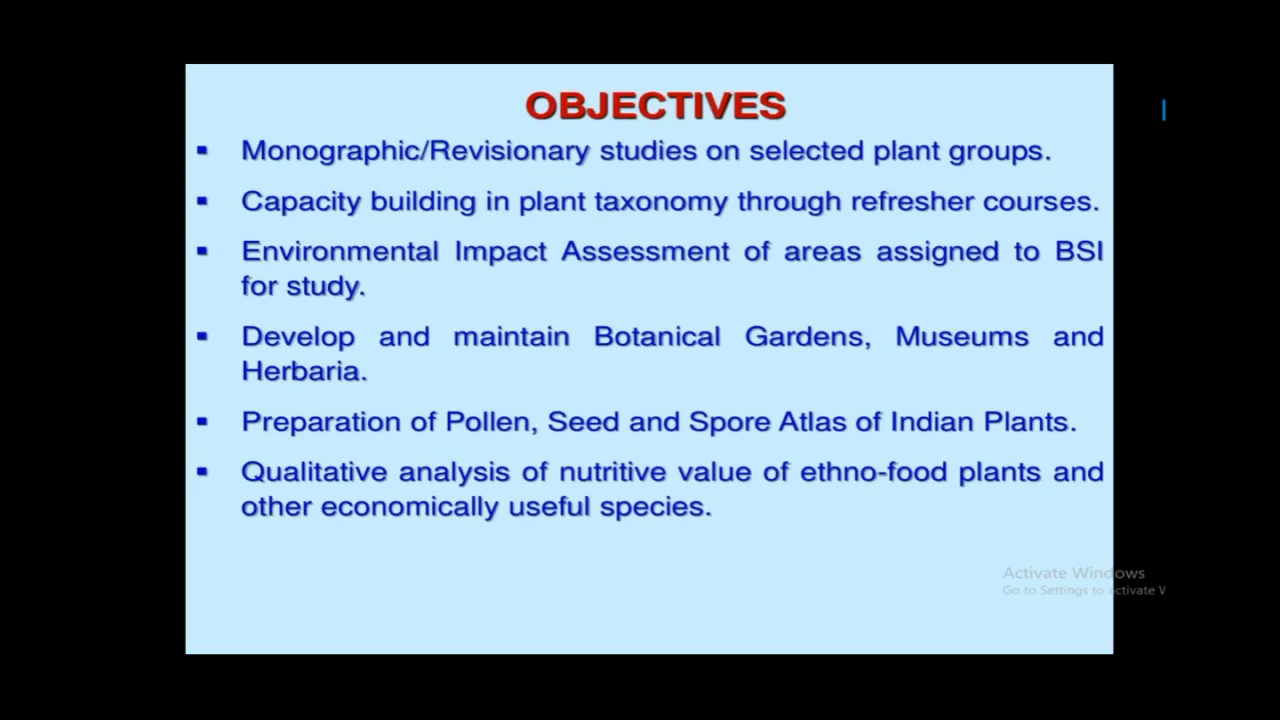 OBJECTIVES
▪ Monographic/Revisionary studies on selected plant groups.
▪ Capacity building in plant taxonomy through refresher courses.
▪ Environmental Impact Assessment of areas assigned to BSI
for study.
▪ Develop and maintain Botanical Gardens, Museums and
Herbaria.
▪ Preparation of Pollen, Seed and Spore Atlas of Indian Plants.
▪ Qualitative analysis of nutritive value of ethno-food plants and
other economically useful species.
Activate Windows
Go to Settings to activate V